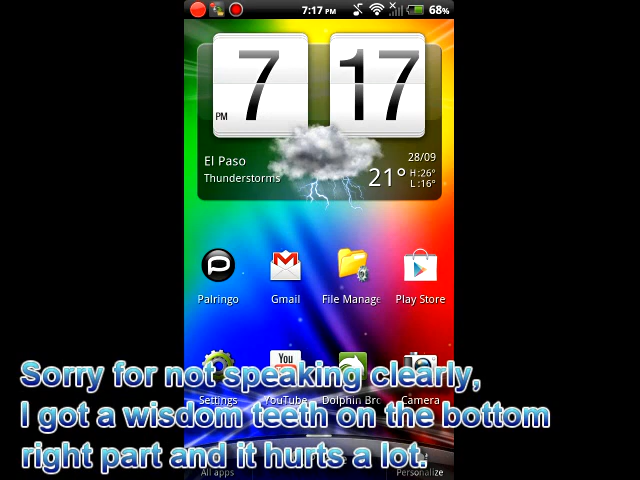 7:17 PM 68%
7 17
PM
El Paso 28/09
Thunderstorms 21° H:26°
L:16°
Palringo Gmail File Manage Play Store
You
Settings YouTube Dolphin Bro Camera
Sorry for not speaking clearly,
I got a wisdom teeth on the bottom
right part and it hurts a lot.
All apps Personalize